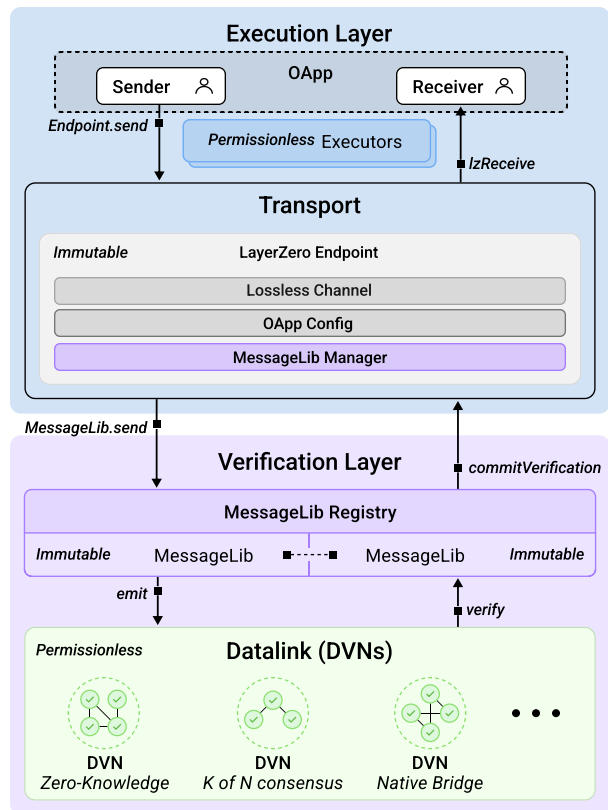 Execution Layer
OApp
Sender
Receiver
Endpoint.send
Permissionless Executors
lzReceive
Transport
Immutable
LayerZero Endpoint
Lossless Channel
OApp Config
MessageLib Manager
MessageLib.send
Verification Layer
commitVerification
MessageLib Registry
Immutable
MessageLib
MessageLib
Immutable
emit
verify
Permissionless
Datalink (DVNs)
DVN
Zero-Knowledge
DVN
K of N consensus
DVN
Native Bridge